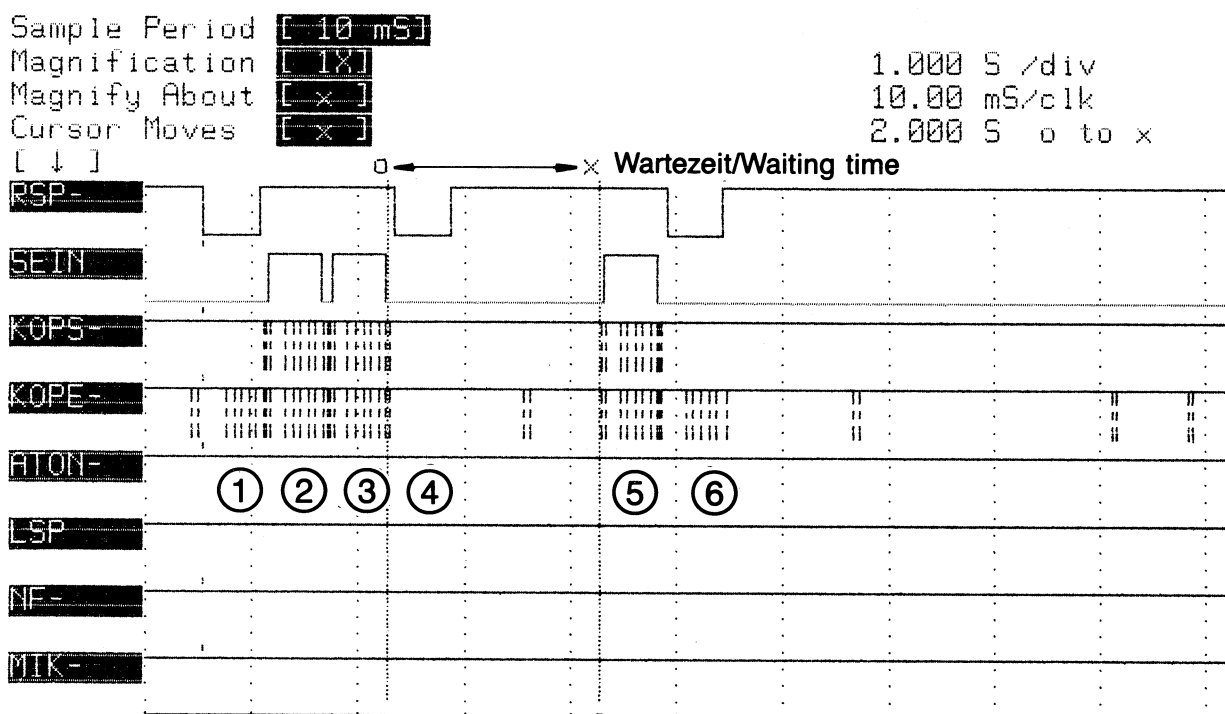 Sample Period [ 10 mS]
Magnification [ 1X]
Magnify About [ x ]
Cursor Moves [ x ]
1.000 S /div
10.00 mS/clk
2.000 S o to x
[ ↓ ]
o x Wartezeit/Waiting time
RSP-
SEIN
KOPS-
KOPE-
ATON-
① ② ③ ④ ⑤ ⑥
LSP
NF-
MIK-